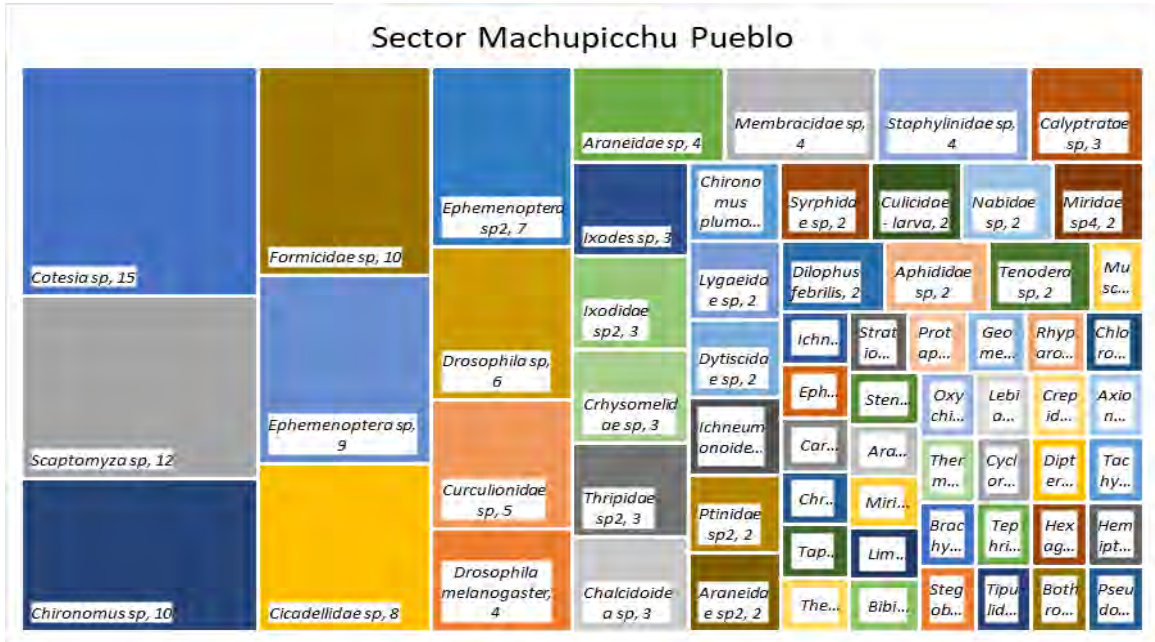 Sector Machupicchu Pueblo
Cotesia sp, 15
Scaptomyza sp, 12
Chironomus sp, 10
Formicidae sp, 10
Ephemenoptera sp,
9
Cicadellidae sp, 8
Ephemenoptera
sp2, 7
Drosophila sp,
6
Curculionidae
sp, 5
Drosophila
melanogaster,
4
Araneidae sp, 4
Membracidae sp,
4
Staphylinidae sp,
4
Calyptratae
sp, 3
Ixodes sp, 3
Ixodidae
sp2, 3
Crhysomelid
ae sp, 3
Thripidae
sp2, 3
Chalcidoide
a sp, 3
Chirono
mus
plumo...
Lygaeida
e sp, 2
Dytiscida
e sp, 2
Ichneum
onoide...
Ptinidae
sp2, 2
Araneida
e sp2, 2
Syrphida
e sp, 2
Culicidae
- larva, 2
Nabidae
sp, 2
Miridae
sp4, 2
Dilophus
febrilis, 2
Aphididae
sp, 2
Tenodera
sp, 2
Mu
sc...
Ichn...
Eph...
Car...
Chr...
Tap...
The...
Strat
io...
Sten...
Ara...
Miri...
Lim...
Bibi...
Prot
ap...
Geo
me...
Rhyp
aro...
Chlo
ro...
Oxy
chi...
Lebi
a...
Crep
id...
Axio
n...
Ther
m...
Cycl
or...
Dipt
er...
Tac
hy...
Brac
hy...
Tep
hri...
Hex
ag...
Hem
ipt...
Steg
ob...
Tipu
lid...
Both
ro...
Pseu
do...